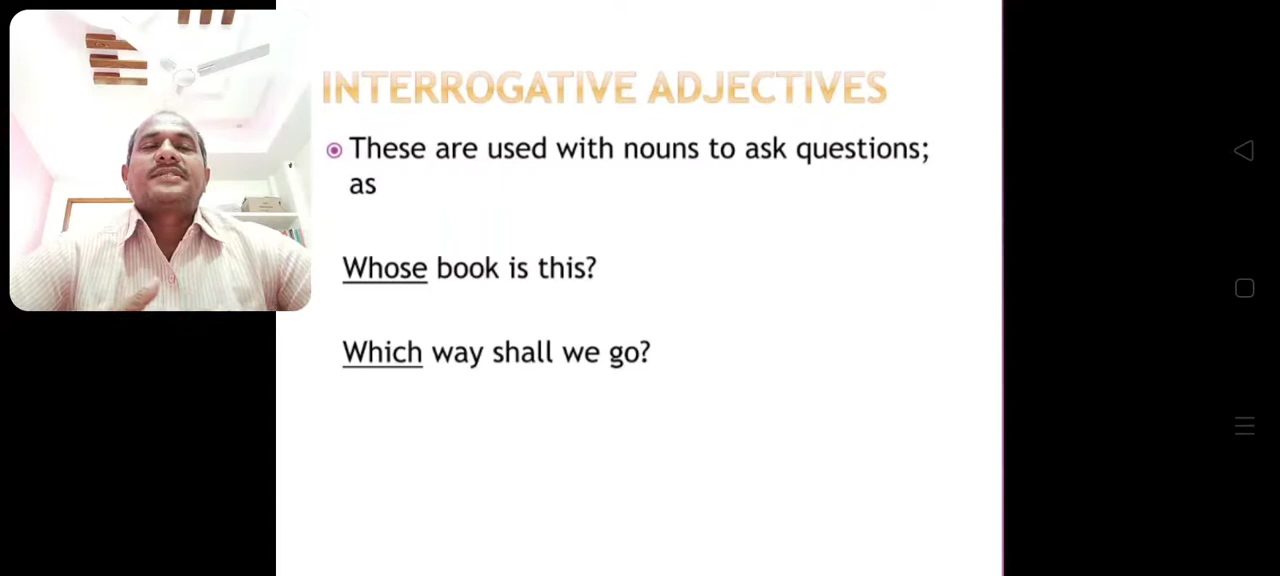 INTERROGATIVE ADJECTIVES
These are used with nouns to ask questions;
as
Whose book is this?
Which way shall we go?